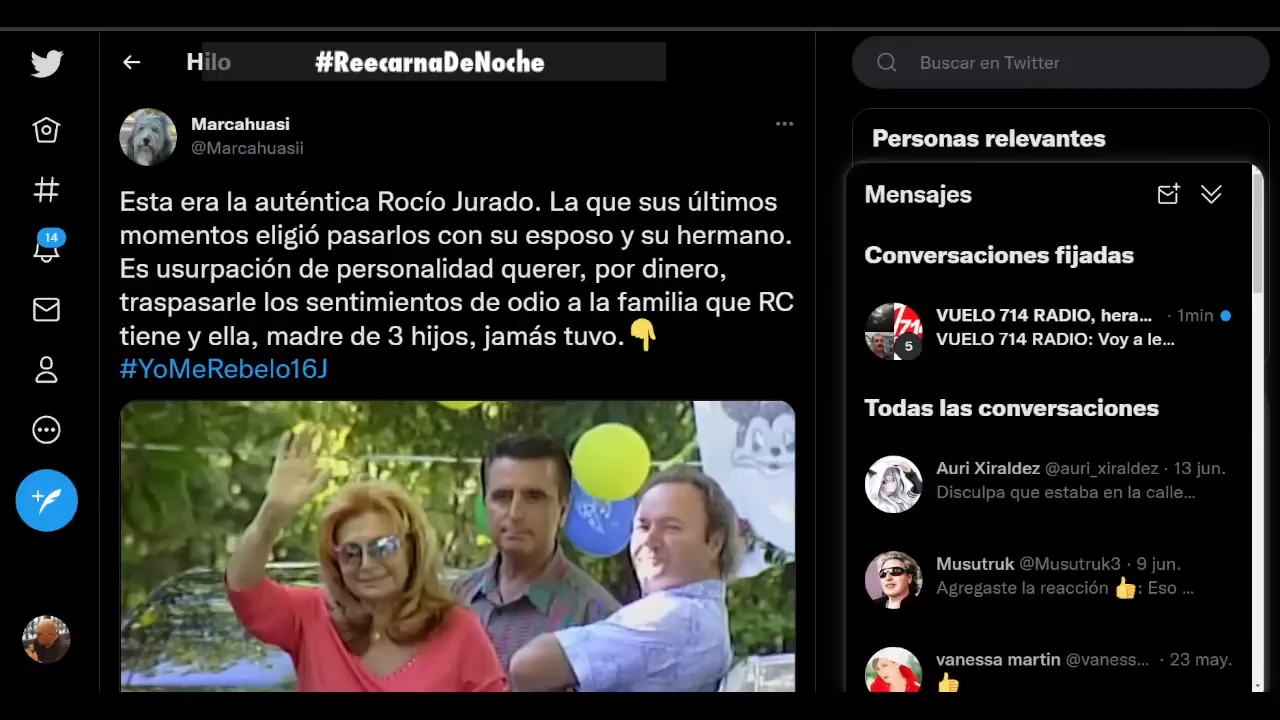 Hilo
#ReecarnaDeNoche
Marcahuasi
@Marcahuasii
Esta era la auténtica Rocío Jurado. La que sus últimos
momentos eligió pasarlos con su esposo y su hermano.
Es usurpación de personalidad querer, por dinero,
traspasarle los sentimientos de odio a la familia que RC
tiene y ella, madre de 3 hijos, jamás tuvo.👇
#YoMeRebelo16J
14
Buscar en Twitter
Personas relevantes
Mensajes
Conversaciones fijadas
VUELO 714 RADIO, hera... · 1min
VUELO 714 RADIO: Voy a le...
71
5
Todas las conversaciones
Auri Xiraldez @auri_xiraldez · 13 jun.
Disculpa que estaba en la calle...
Musutruk @Musutruk3 · 9 jun.
Agregaste la reacción 👍: Eso ...
vanessa martin @vaness... · 23 may.
👍